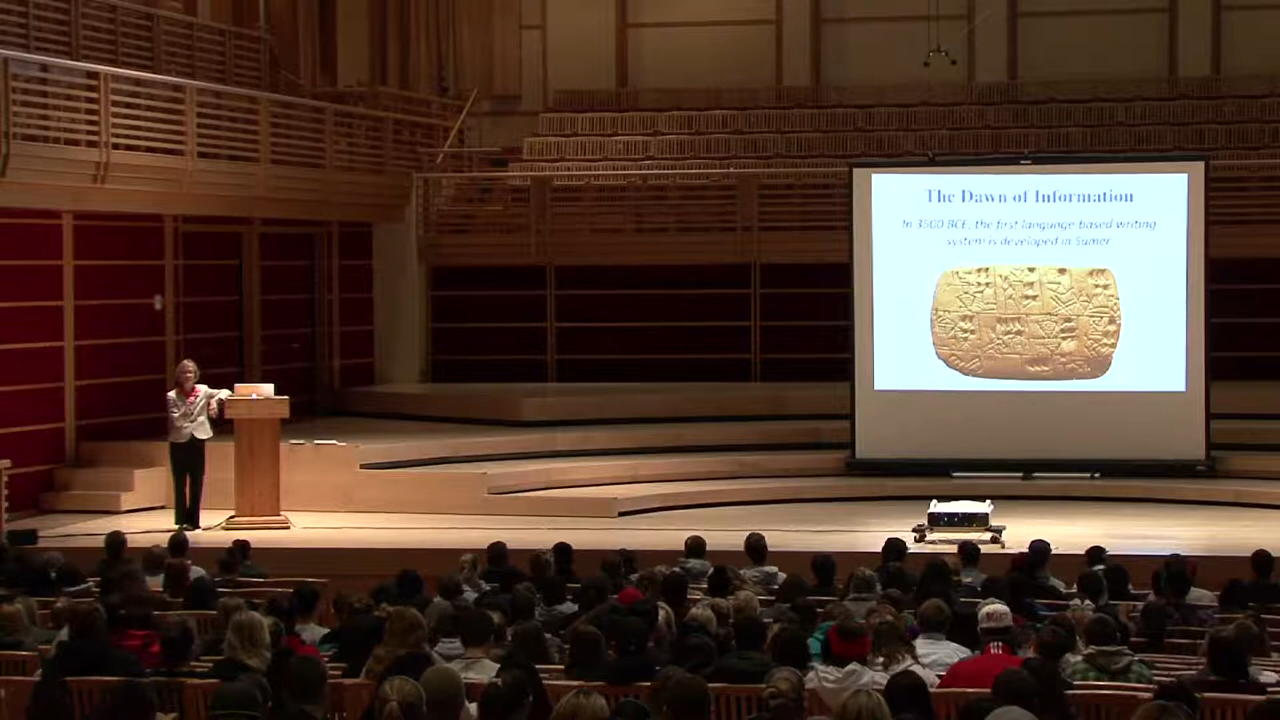 The Dawn of Information
In 3500 BCE, the first language based writing
system is developed in Sumer